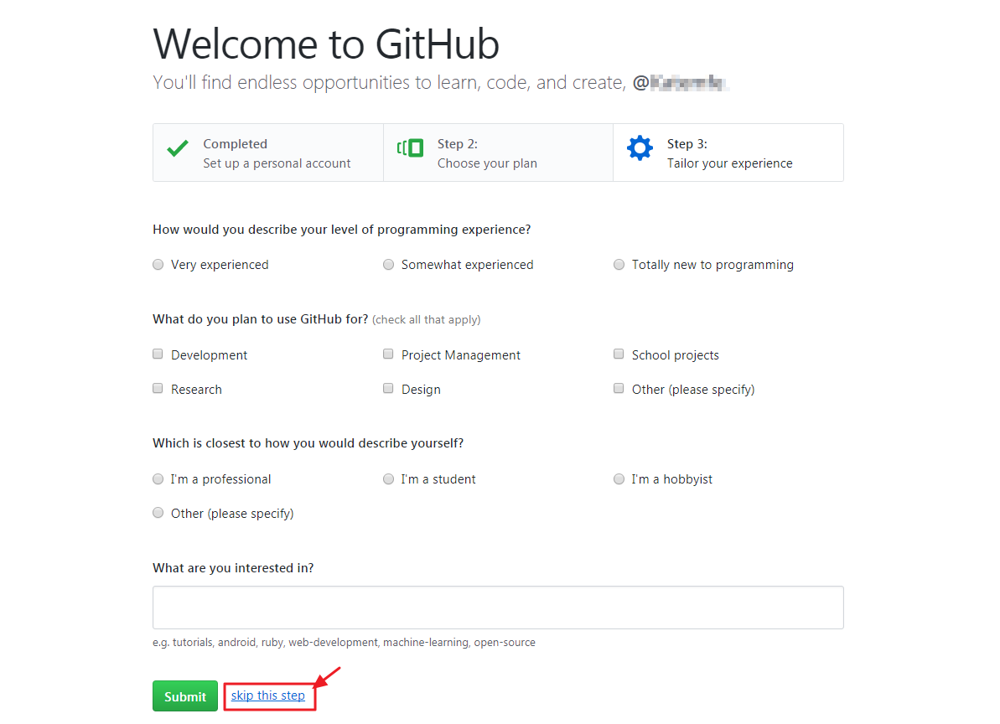 Welcome to GitHub
You'll find endless opportunities to learn, code, and create, @
Completed
Set up a personal account
Step 2:
Choose your plan
Step 3:
Tailor your experience
How would you describe your level of programming experience?
Very experienced
Somewhat experienced
Totally new to programming
What do you plan to use GitHub for? (check all that apply)
Development
Project Management
School projects
Research
Design
Other (please specify)
Which is closest to how you would describe yourself?
I'm a professional
I'm a student
I'm a hobbyist
Other (please specify)
What are you interested in?
e.g. tutorials, android, ruby, web-development, machine-learning, open-source
Submit
skip this step